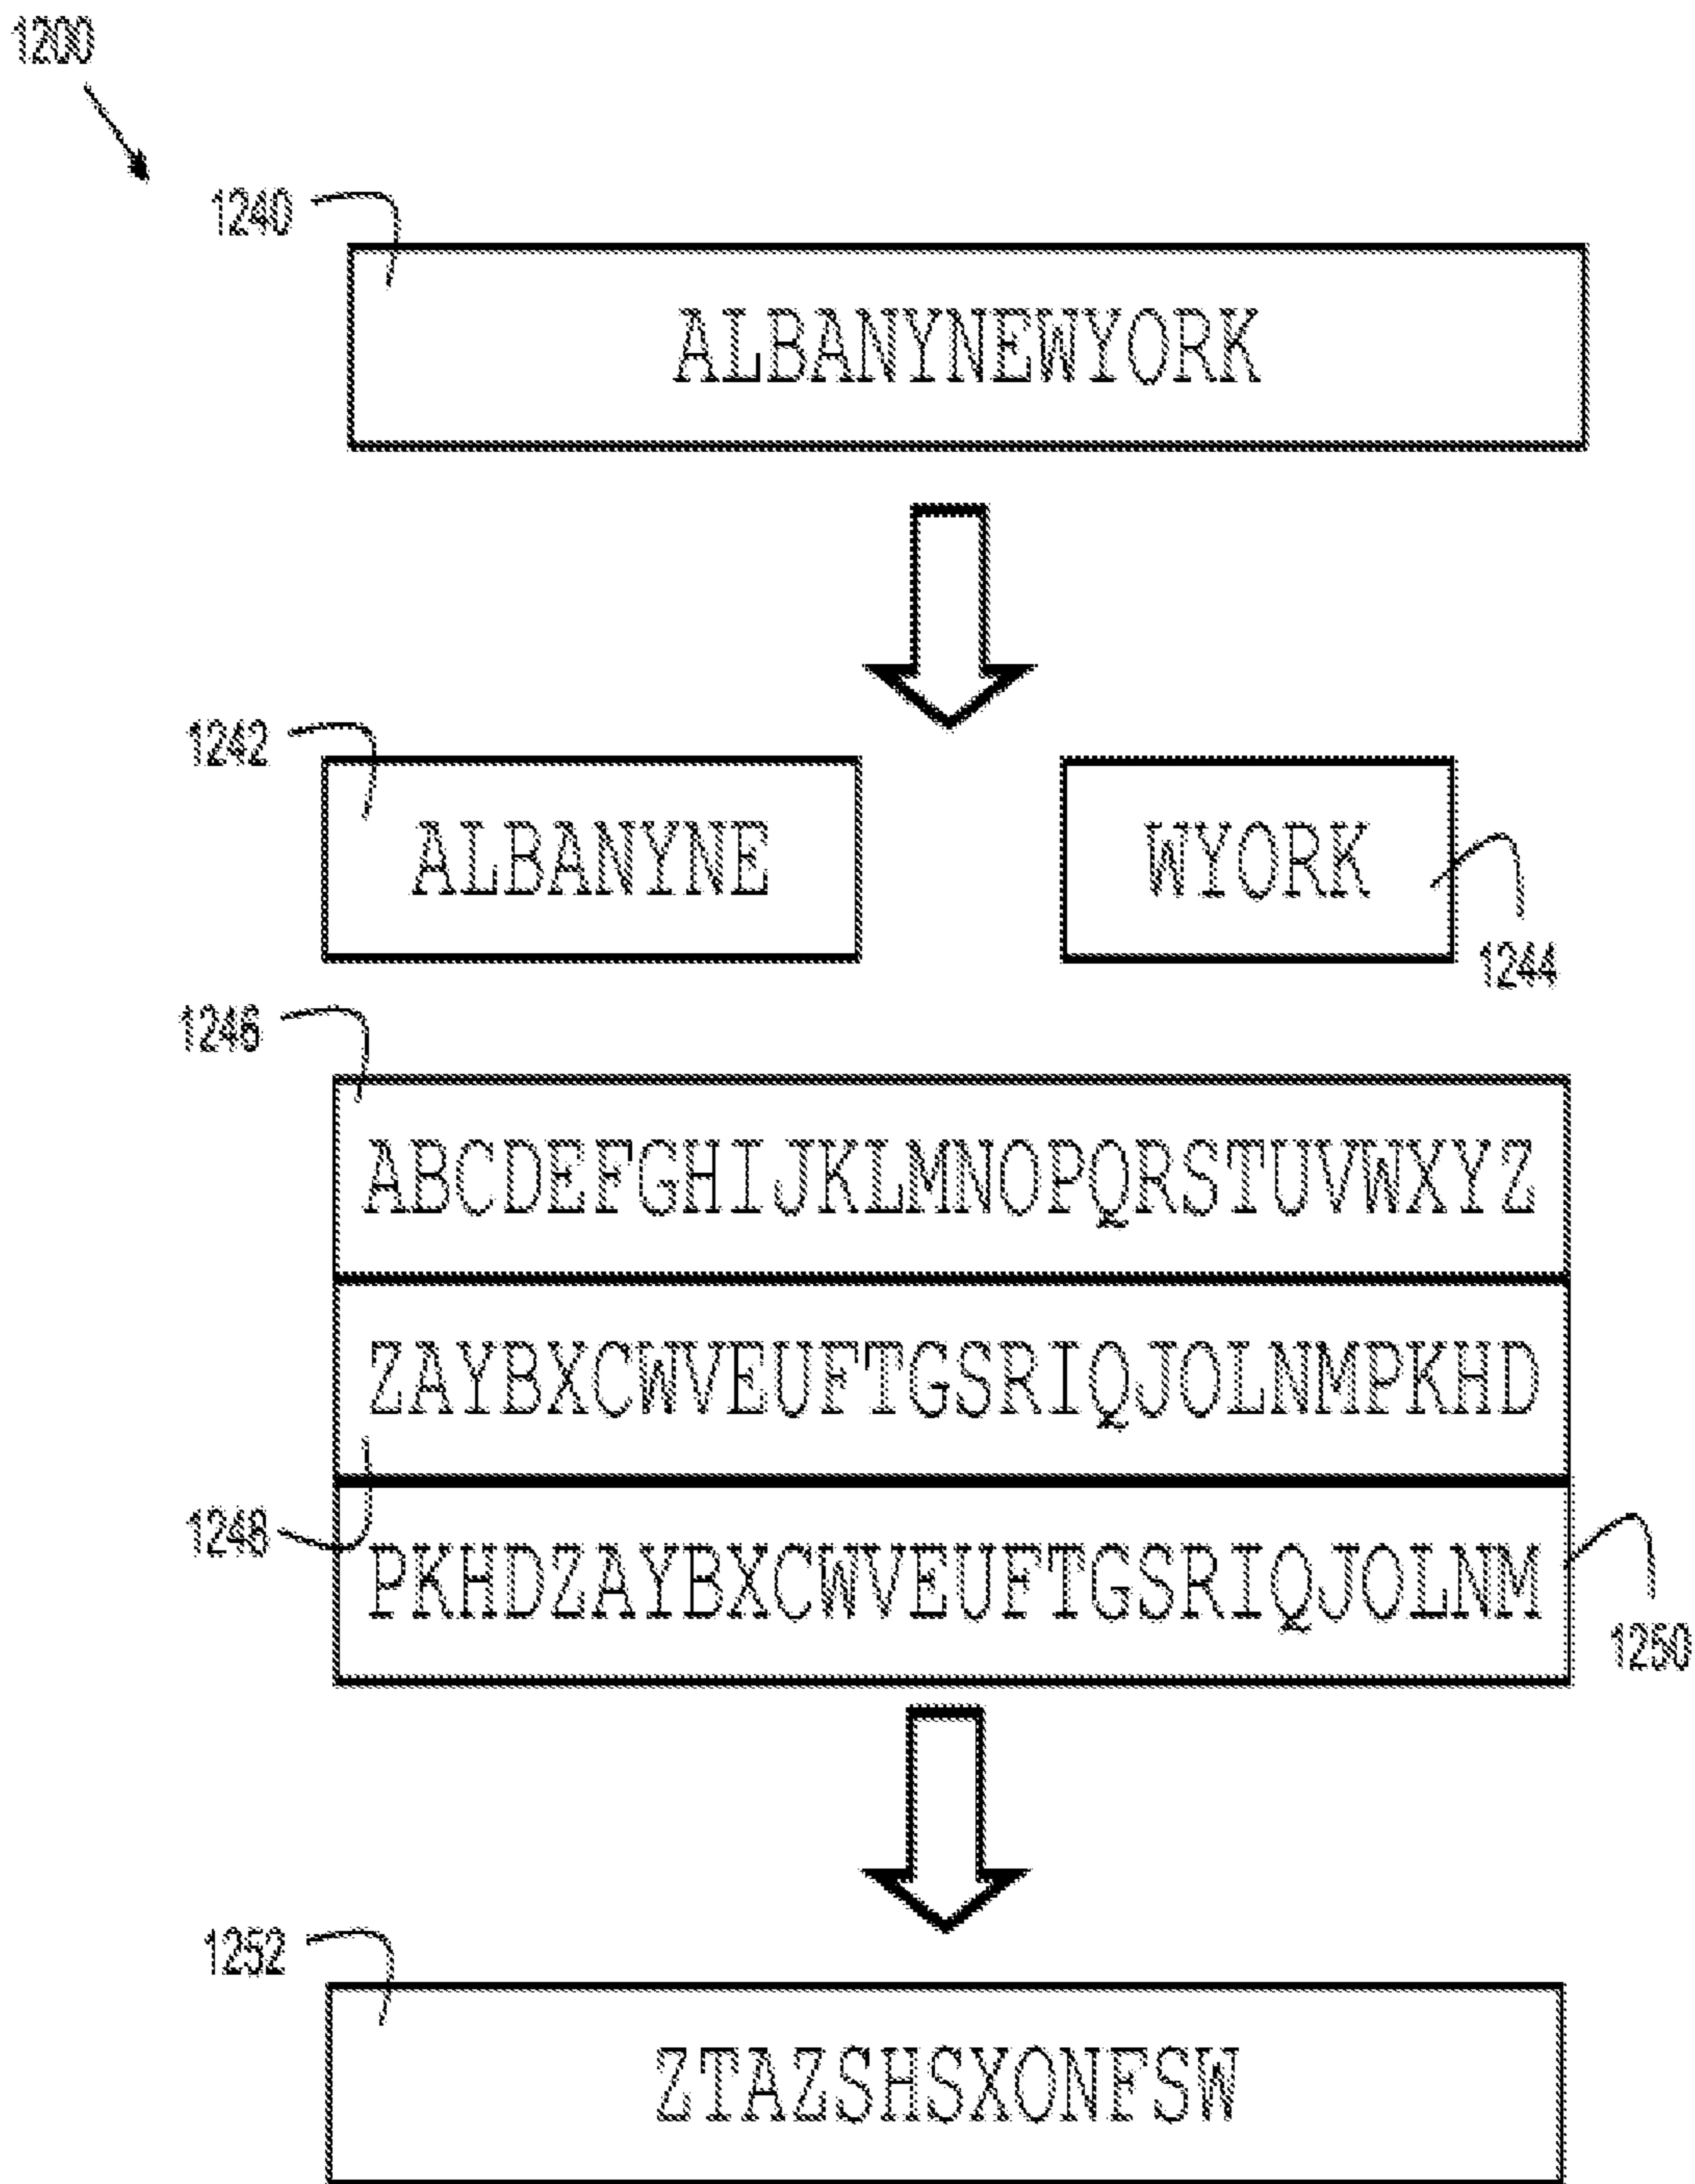 1200
1240
ALBANYNEWYORK
1242
ALBANYNE
WYORK
1244
1246
ABCDEFGHIJKLMNOPQRSTUVWXYZ
ZAYBXCWVEUFTGSRIQJOLNMPKHD
1248
PKHDZAYBXCWVEUFTGSRIQJOLNM
1250
1252
ZTAZSHSXONFSW